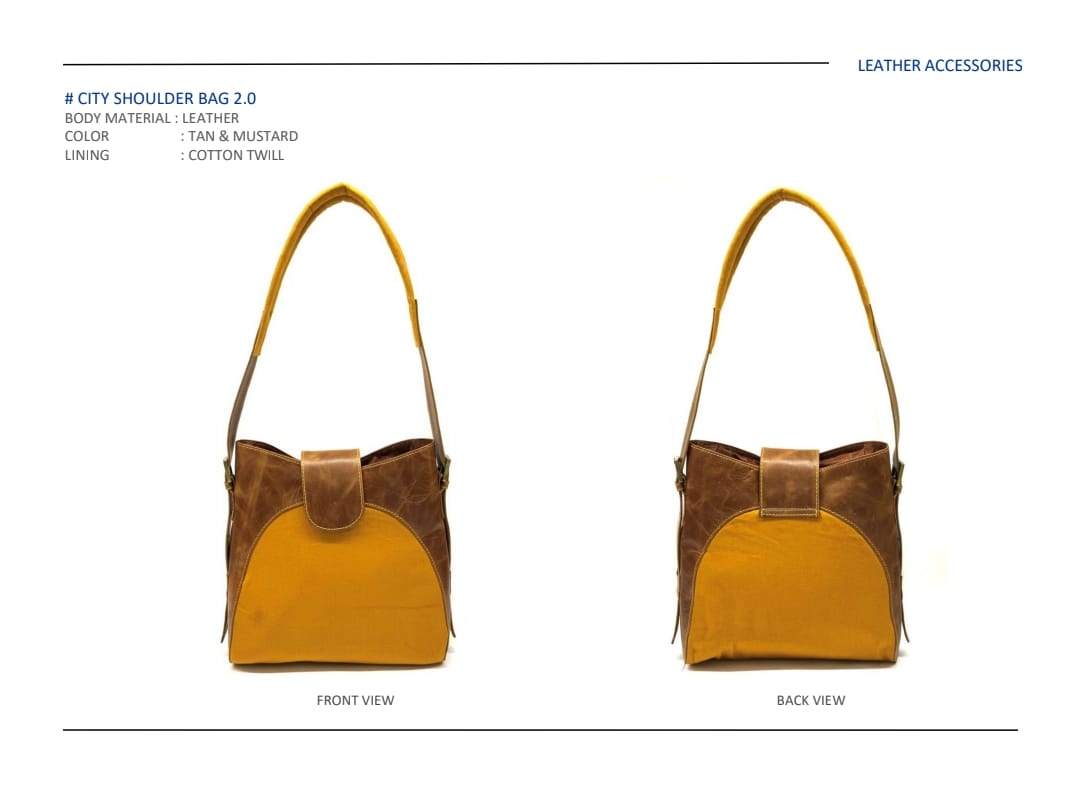 LEATHER ACCESSORIES
# CITY SHOULDER BAG 2.0
BODY MATERIAL : LEATHER
COLOR : TAN & MUSTARD
LINING : COTTON TWILL
FRONT VIEW
BACK VIEW